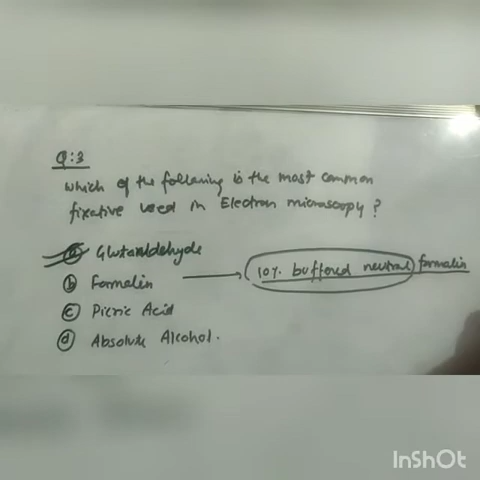 Q:3
Which of the following is the most common
fixative used in Electron microscopy?
a Glutaraldehyde
b Formalin → 10% buffered neutral formalin
c Picric Acid
d Absolute Alcohol.
InShOt